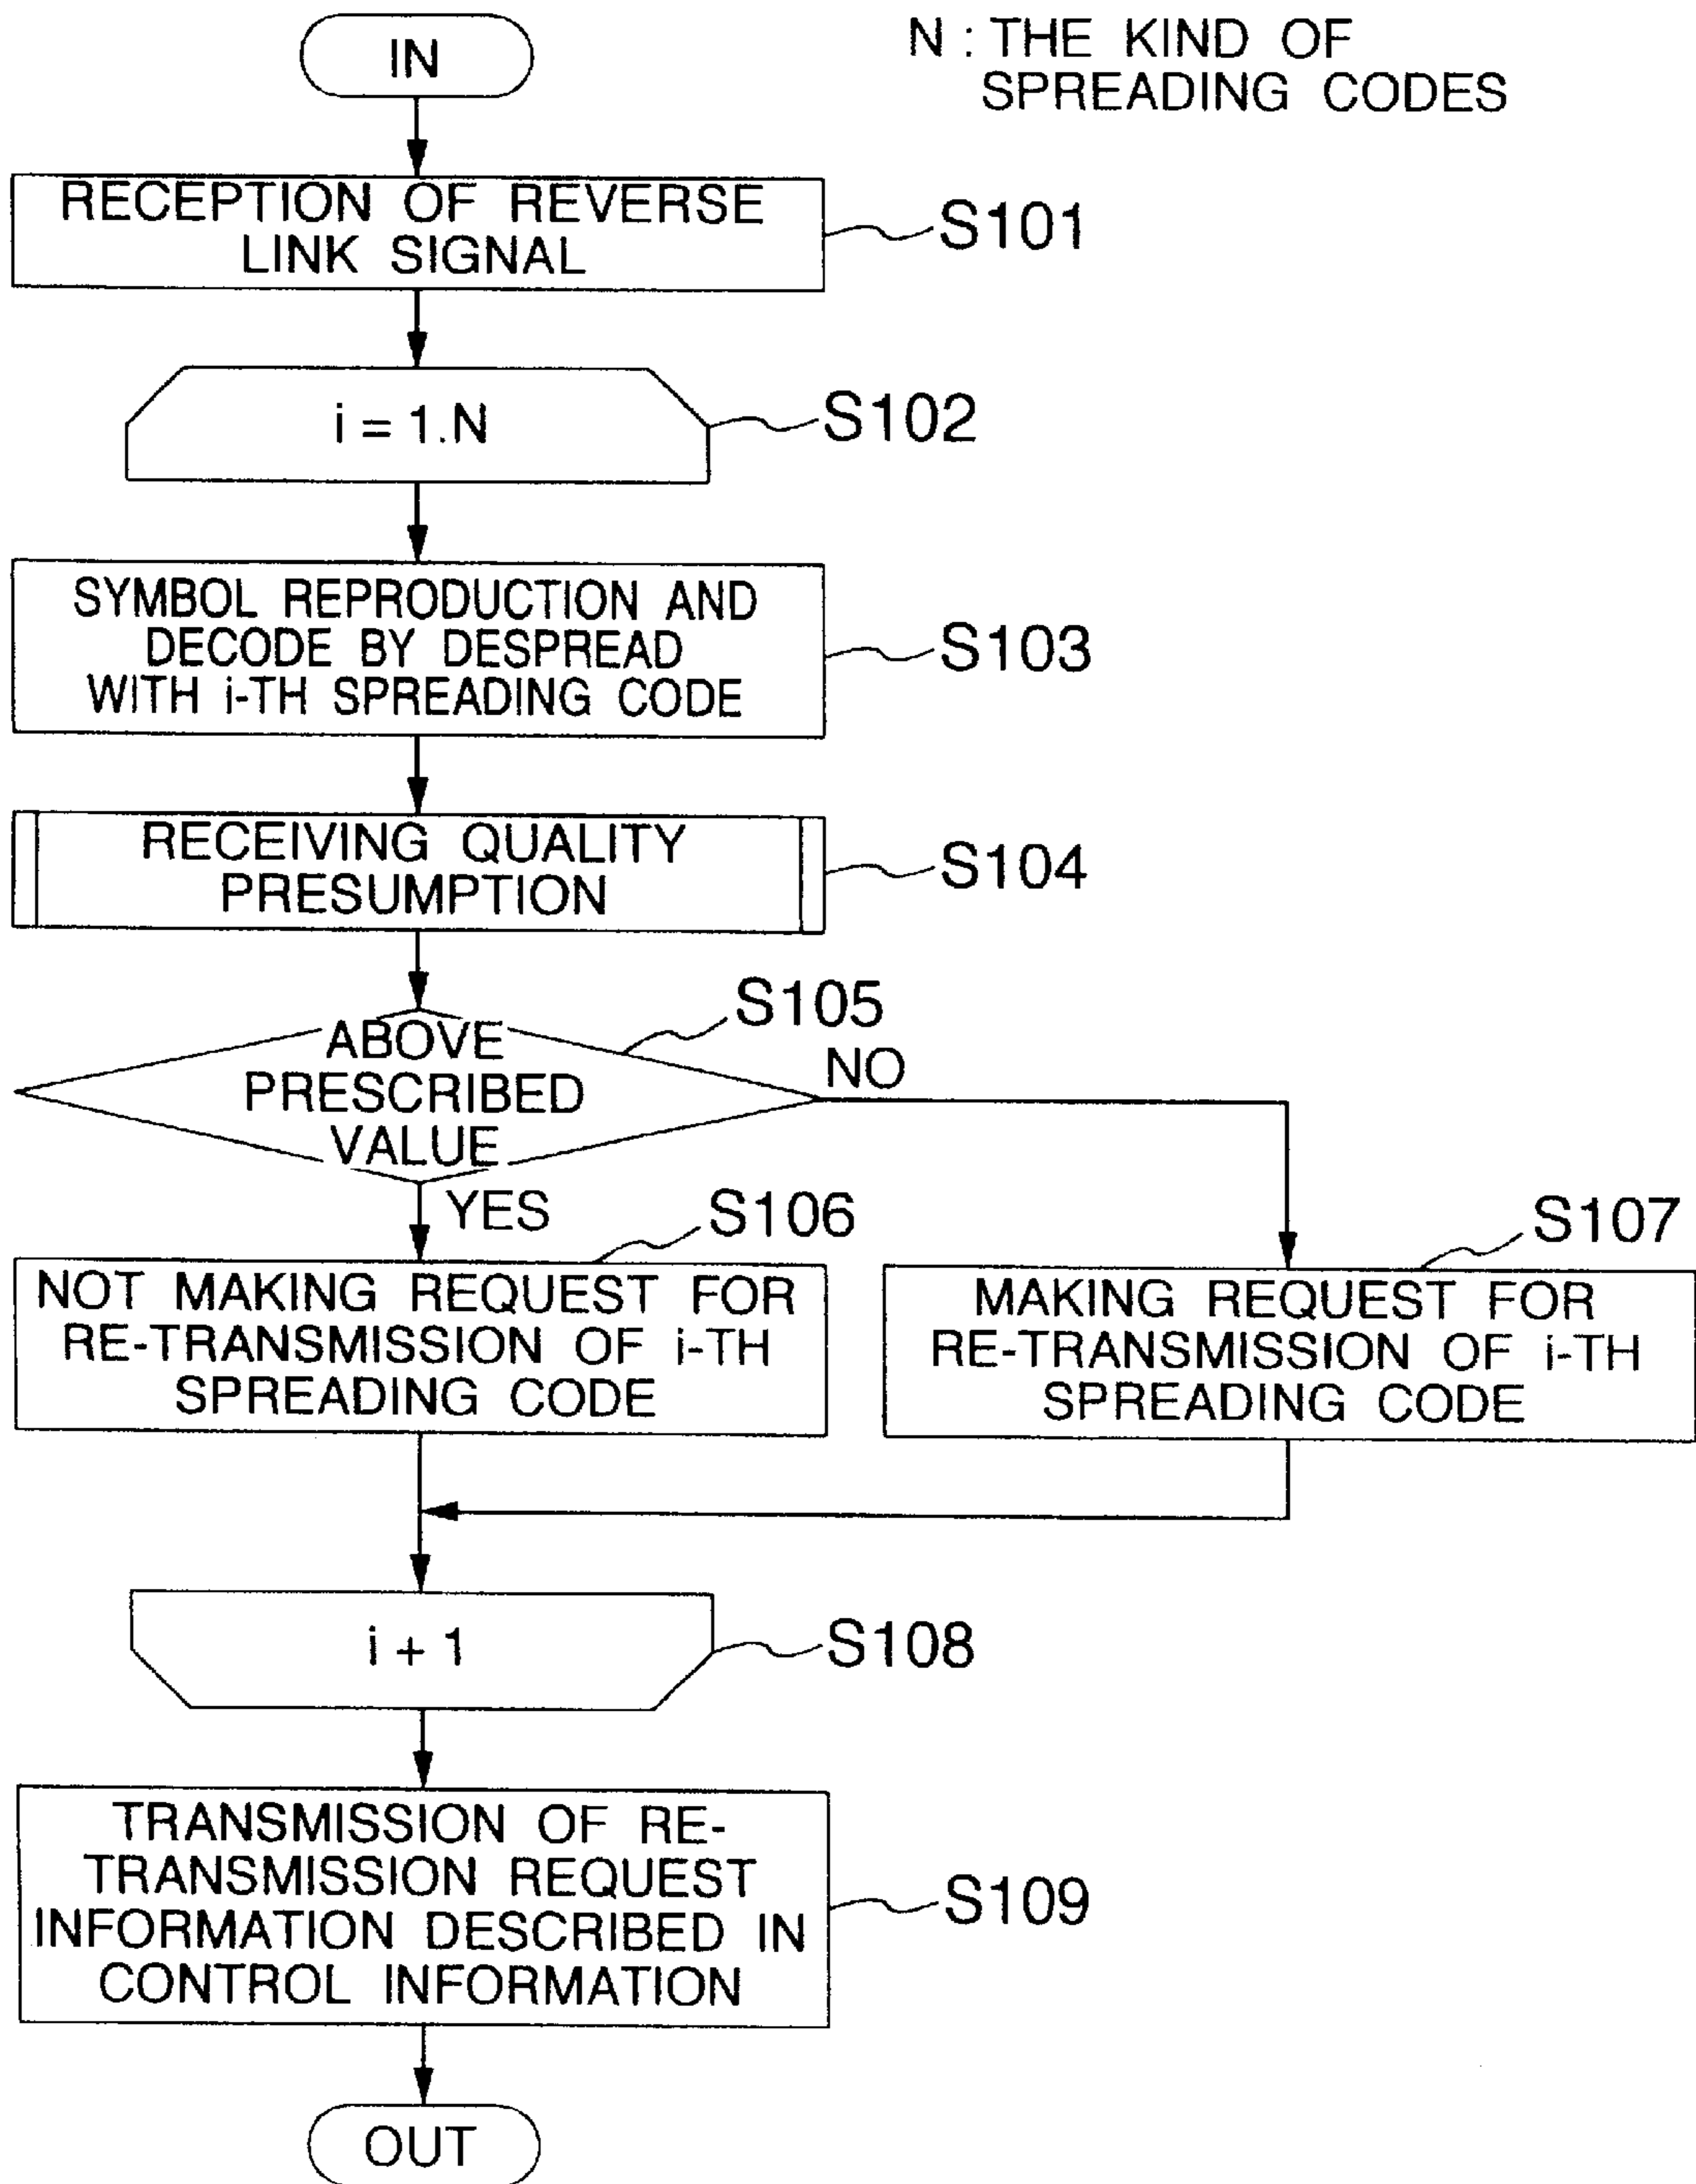 IN
N : THE KIND OF
SPREADING CODES
RECEPTION OF REVERSE
LINK SIGNAL
S101
i = 1.N
S102
SYMBOL REPRODUCTION AND
DECODE BY DESPREAD
WITH i-TH SPREADING CODE
S103
RECEIVING QUALITY
PRESUMPTION
S104
S105
ABOVE
PRESCRIBED
VALUE
NO
YES
S106
NOT MAKING REQUEST FOR
RE-TRANSMISSION OF i-TH
SPREADING CODE
S107
MAKING REQUEST FOR
RE-TRANSMISSION OF i-TH
SPREADING CODE
i + 1
S108
TRANSMISSION OF RE-
TRANSMISSION REQUEST
INFORMATION DESCRIBED IN
CONTROL INFORMATION
S109
OUT